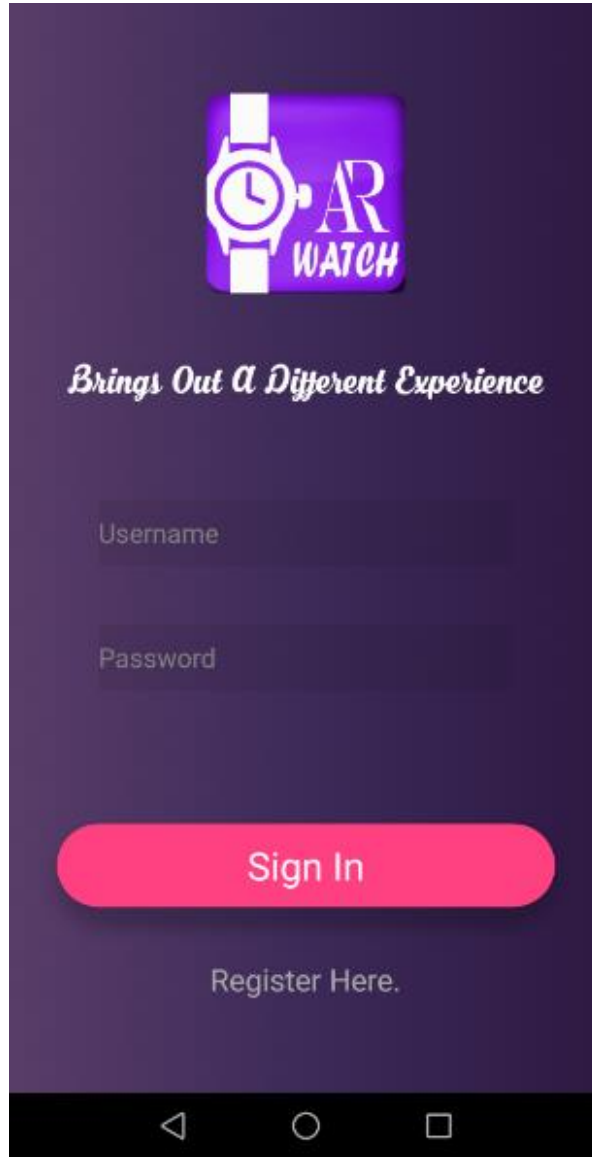 AR
WATCH
Brings Out A Different Experience
Username
Password
Sign In
Register Here.